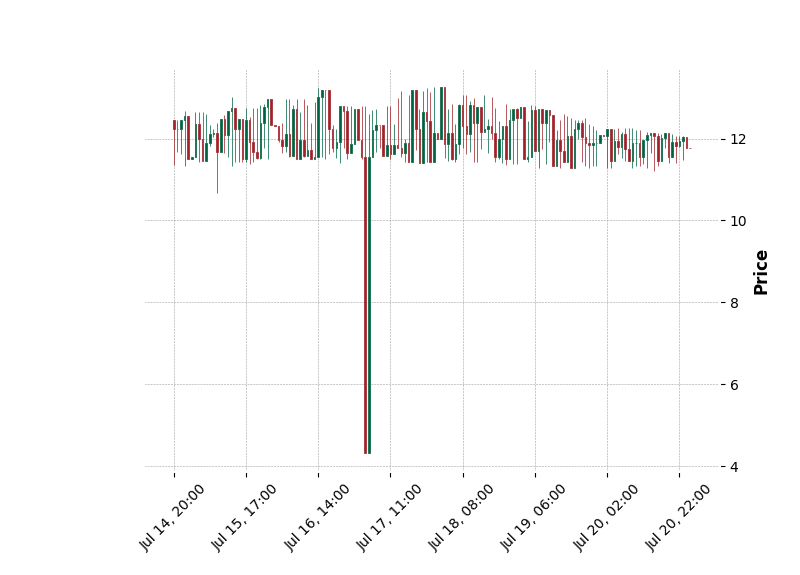 12
10
8
6
4
Price
Jul 14, 20:00
Jul 15, 17:00
Jul 16, 14:00
Jul 17, 11:00
Jul 18, 08:00
Jul 19, 06:00
Jul 20, 02:00
Jul 20, 22:00